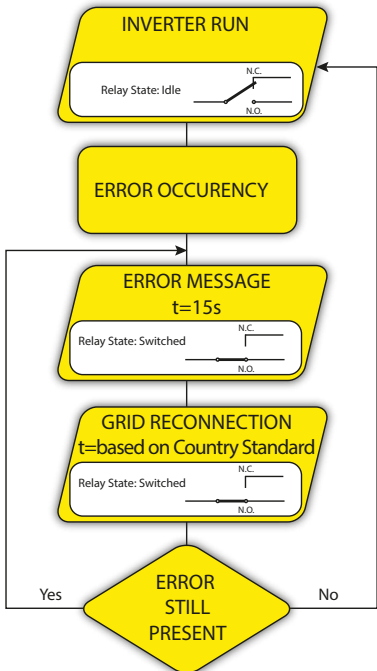 INVERTER RUN
N.C.
Relay State: Idle
N.O.
ERROR OCCURENCY
ERROR MESSAGE
t=15s
N.C.
Relay State: Switched
N.O.
GRID RECONNECTION
t=based on Country Standard
N.C.
Relay State: Switched
N.O.
Yes
ERROR
STILL
PRESENT
No